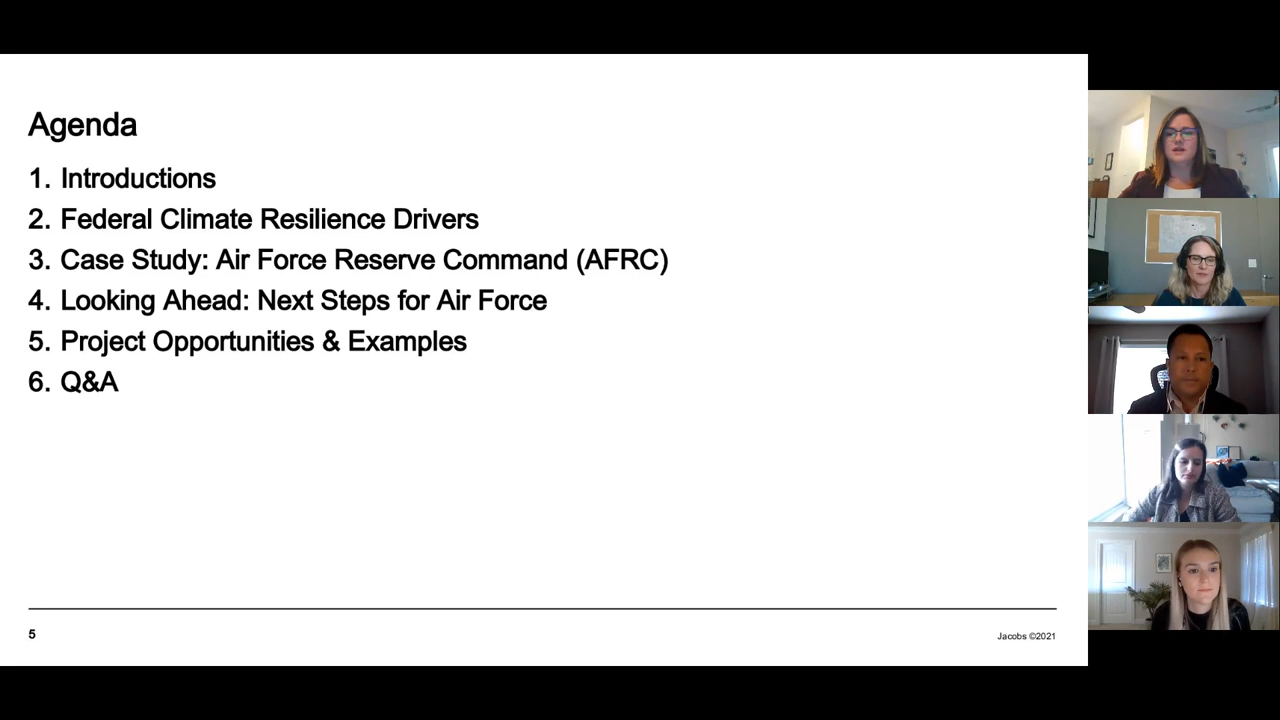 Agenda
1. Introductions
2. Federal Climate Resilience Drivers
3. Case Study: Air Force Reserve Command (AFRC)
4. Looking Ahead: Next Steps for Air Force
5. Project Opportunities & Examples
6. Q&A
5
Jacobs ©2021